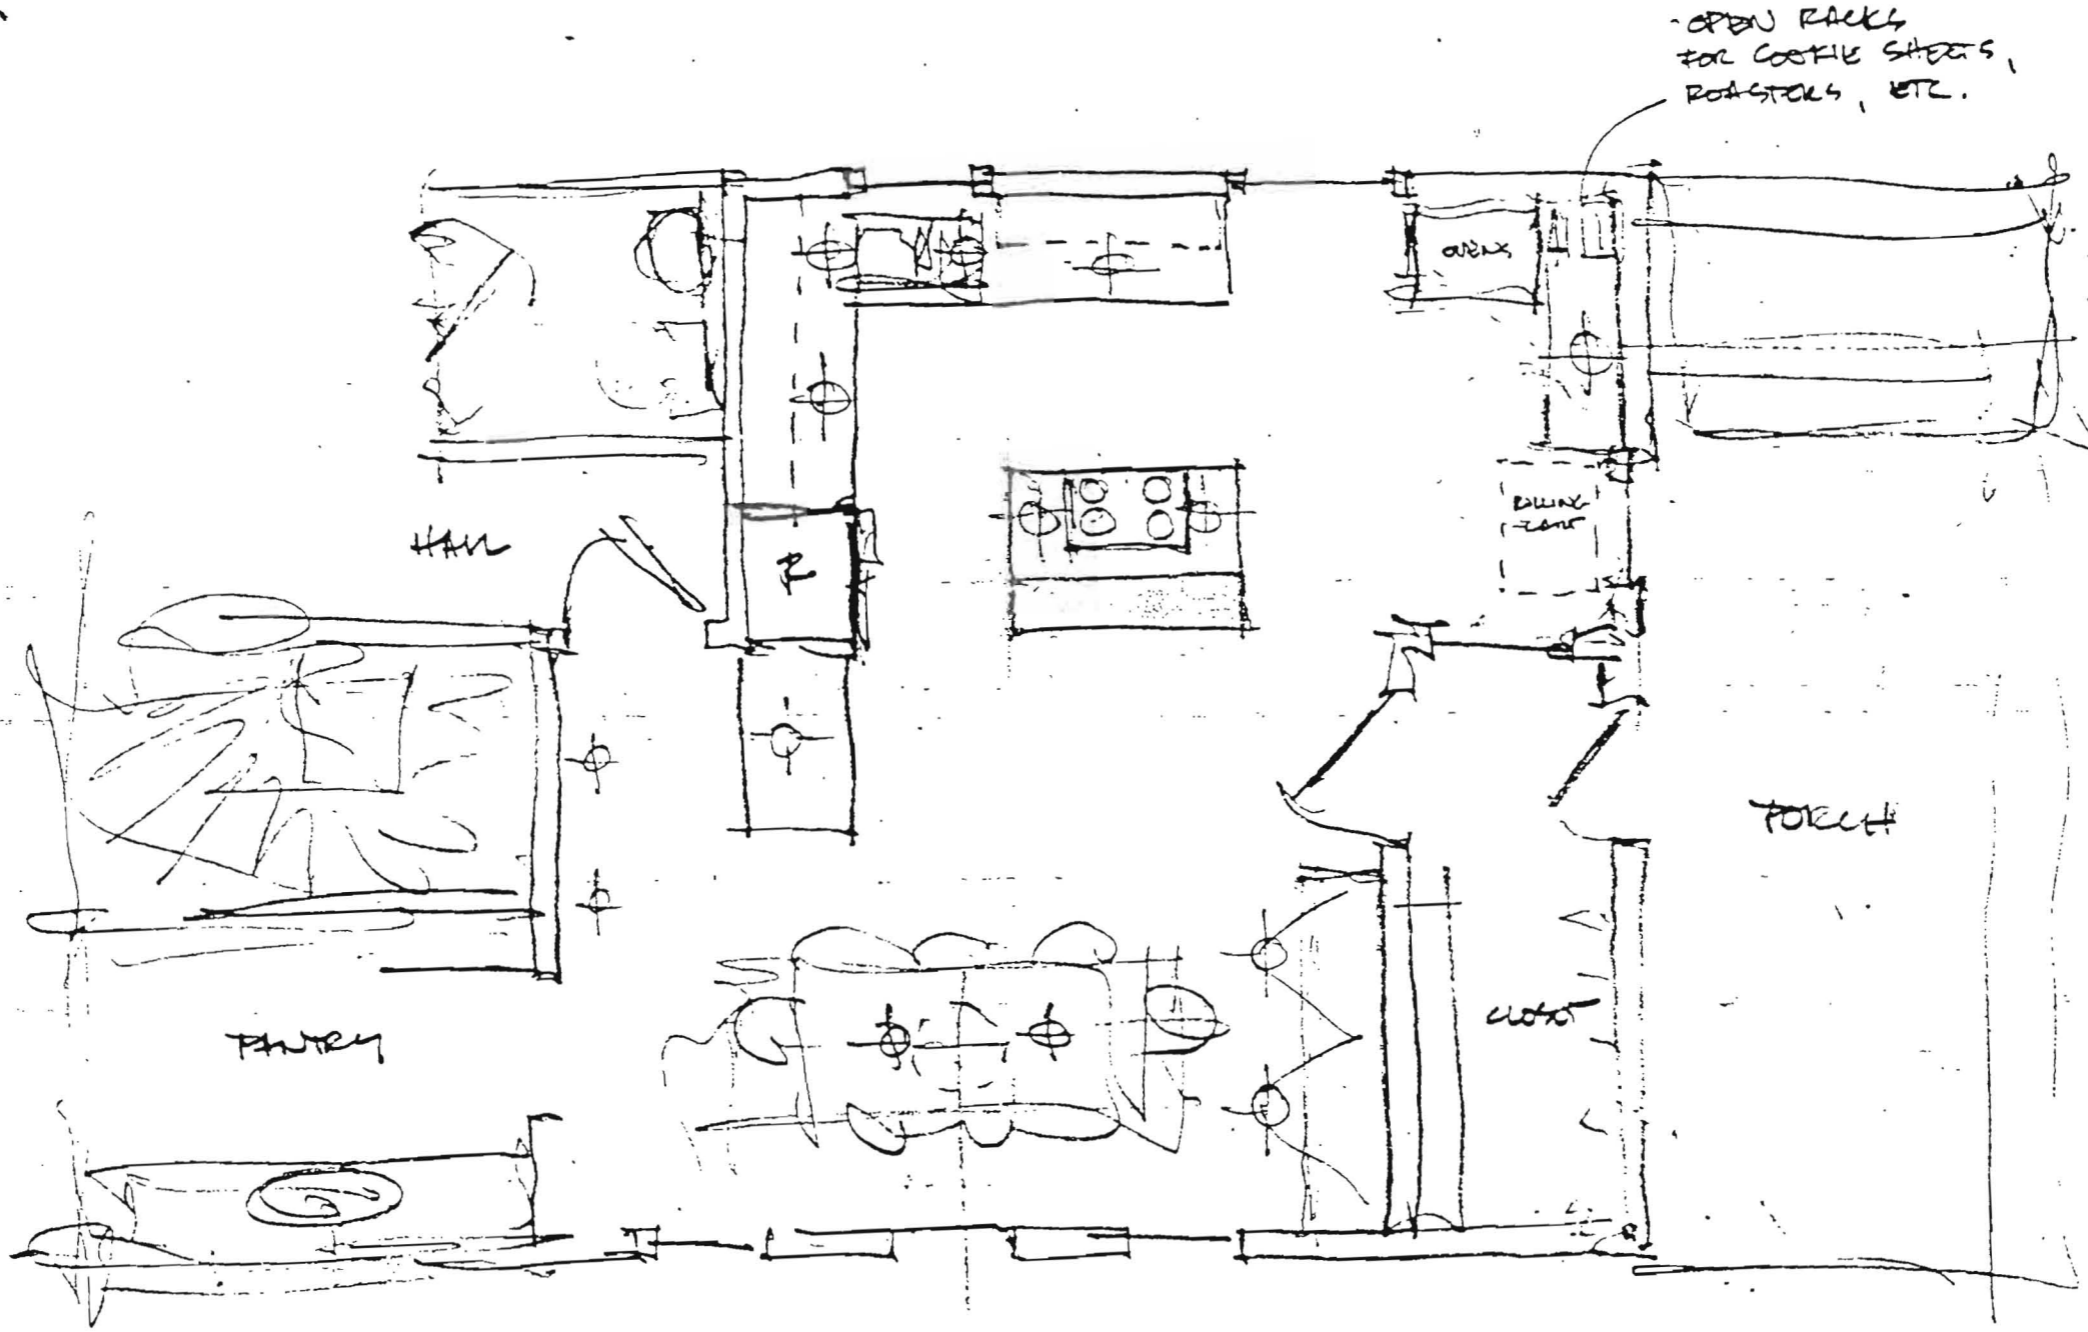 -OPEN RACKS
FOR COOKIE SHEETS,
ROASTERS, ETC.
OVENS
ROLLING
CART
HALL
R
PORCH
CLOSET
PANTRY